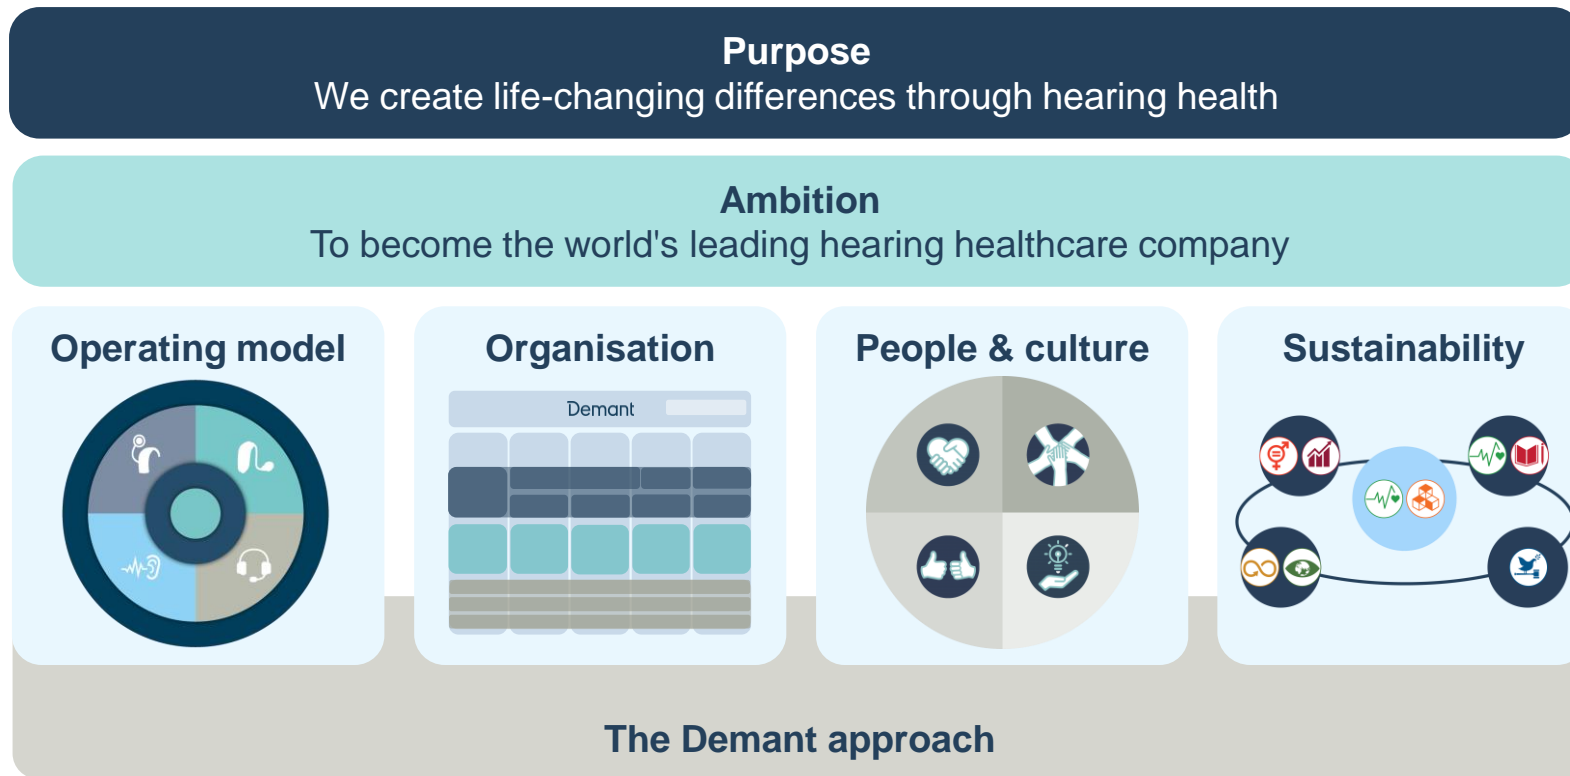 Purpose
We create life-changing differences through hearing health
Ambition
To become the world's leading hearing healthcare company
Operating model
Organisation
People & culture
Sustainability
Demant
The Demant approach